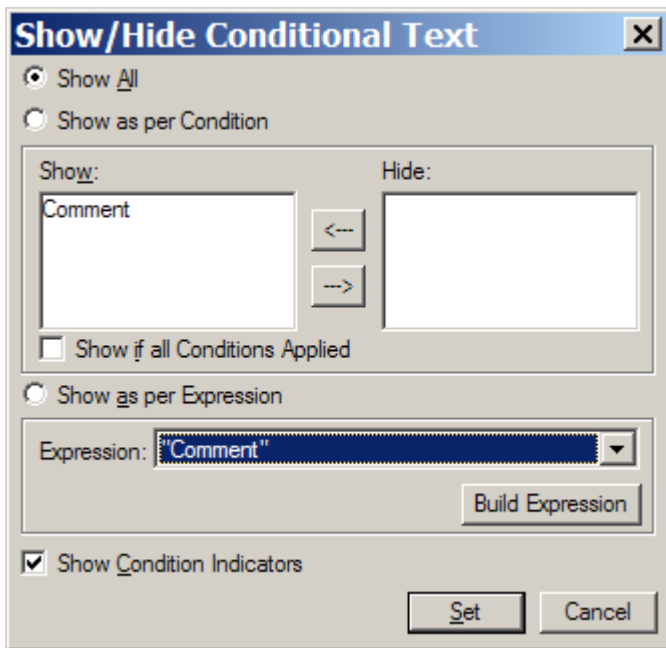 Show/Hide Conditional Text
Show All
Show as per Condition
Show: Hide:
Comment
<---
--->
Show if all Conditions Applied
Show as per Expression
Expression: "Comment"
Build Expression
Show Condition Indicators
Set Cancel